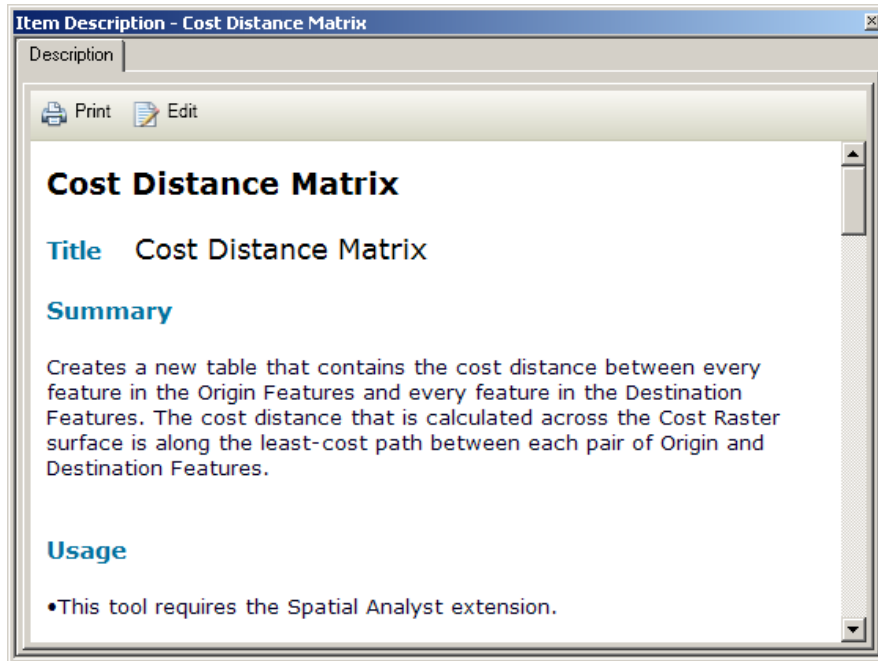 Item Description - Cost Distance Matrix
Description
Print Edit
Cost Distance Matrix
Title Cost Distance Matrix
Summary
Creates a new table that contains the cost distance between every
feature in the Origin Features and every feature in the Destination
Features. The cost distance that is calculated across the Cost Raster
surface is along the least-cost path between each pair of Origin and
Destination Features.
Usage
•This tool requires the Spatial Analyst extension.